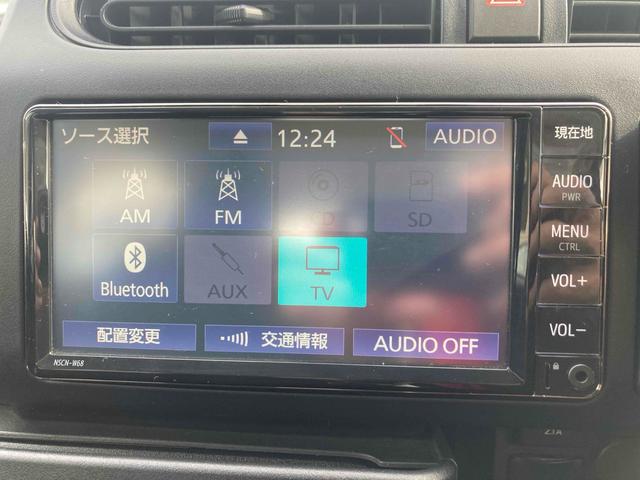 ソース選択
12:24
AUDIO
現在地
AM
FM
CD
SD
AUDIO
PWR
MENU
CTRL
Bluetooth
AUX
TV
VOL+
配置変更
交通情報
AUDIO OFF
VOL−
NSCN-W68